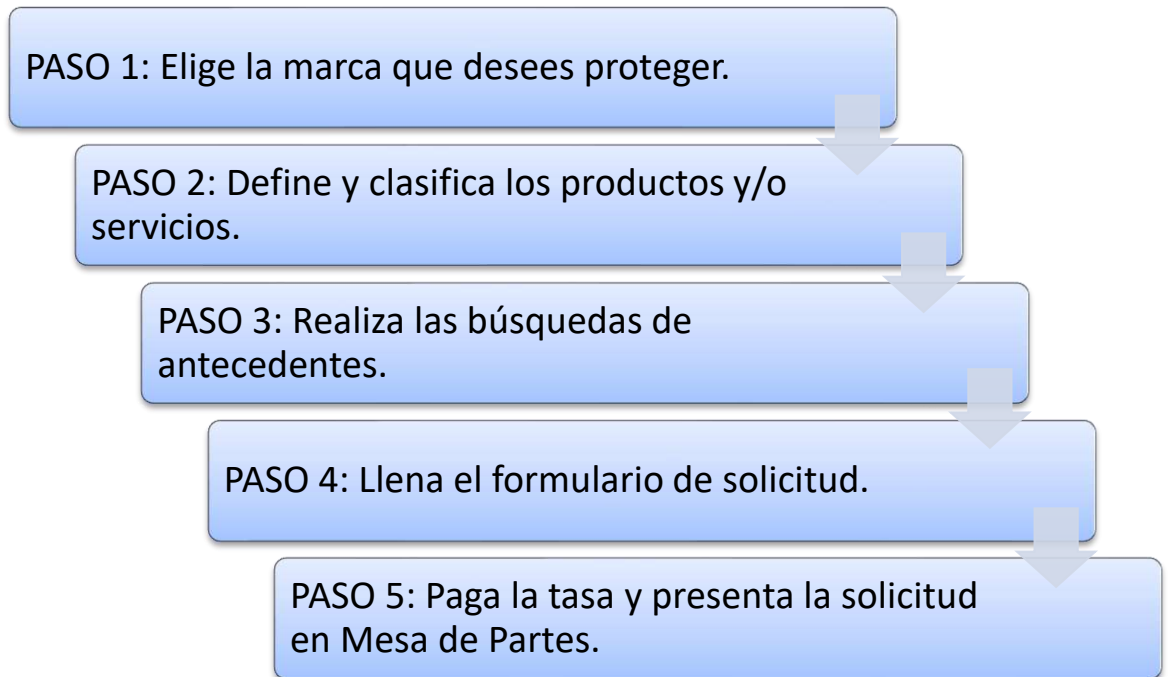 PASO 1: Elige la marca que desees proteger.
PASO 2: Define y clasifica los productos y/o
servicios.
PASO 3: Realiza las búsquedas de
antecedentes.
PASO 4: Llena el formulario de solicitud.
PASO 5: Paga la tasa y presenta la solicitud
en Mesa de Partes.